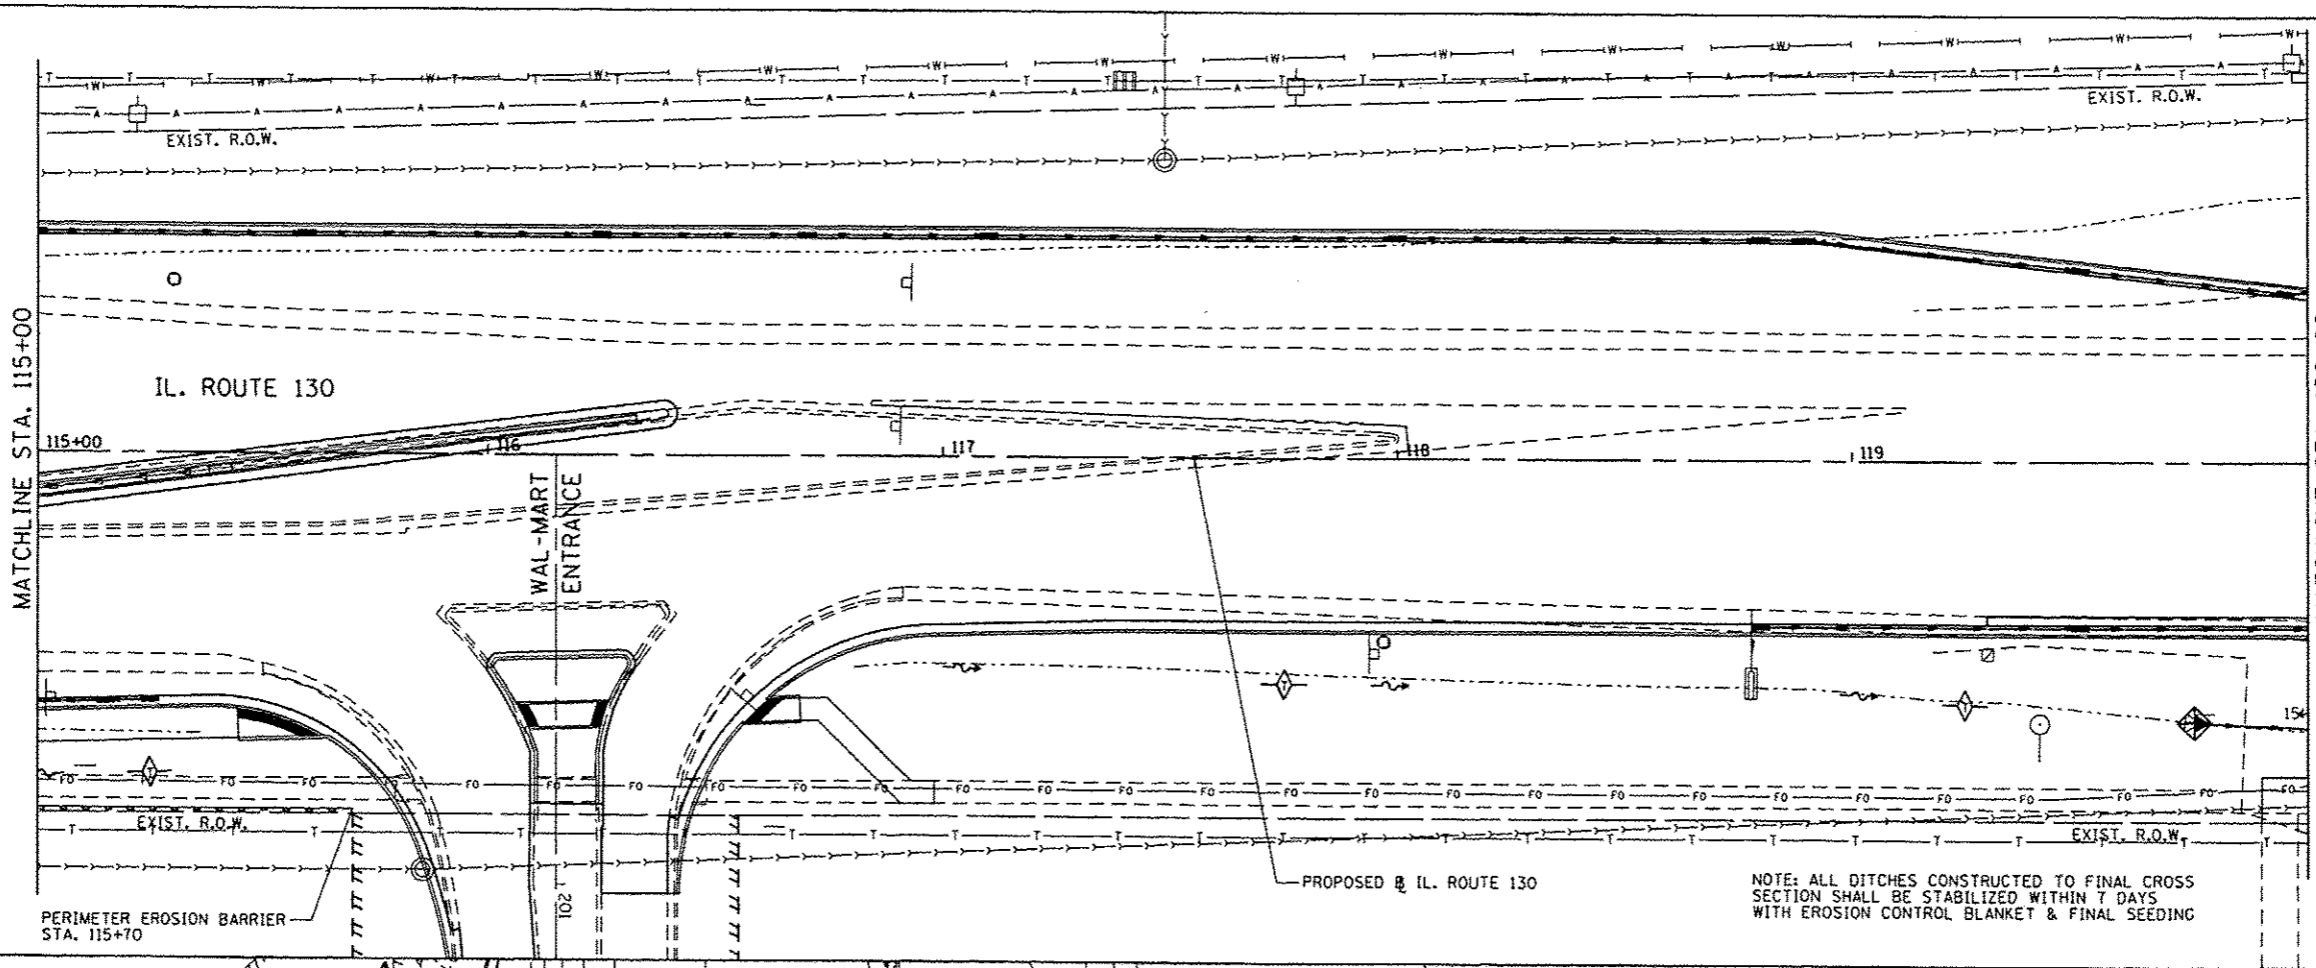 EXIST. R.O.W.
EXIST. R.O.W.
MATCHLINE STA. 115+00
IL. ROUTE 130
115+00
116
117
118
119
WAL-MART
ENTRANCE
EXIST. R.O.W.
EXIST. R.O.W.
102
PROPOSED ℄ IL. ROUTE 130
PERIMETER EROSION BARRIER
STA. 115+70
NOTE: ALL DITCHES CONSTRUCTED TO FINAL CROSS
SECTION SHALL BE STABILIZED WITHIN 7 DAYS
WITH EROSION CONTROL BLANKET & FINAL SEEDING